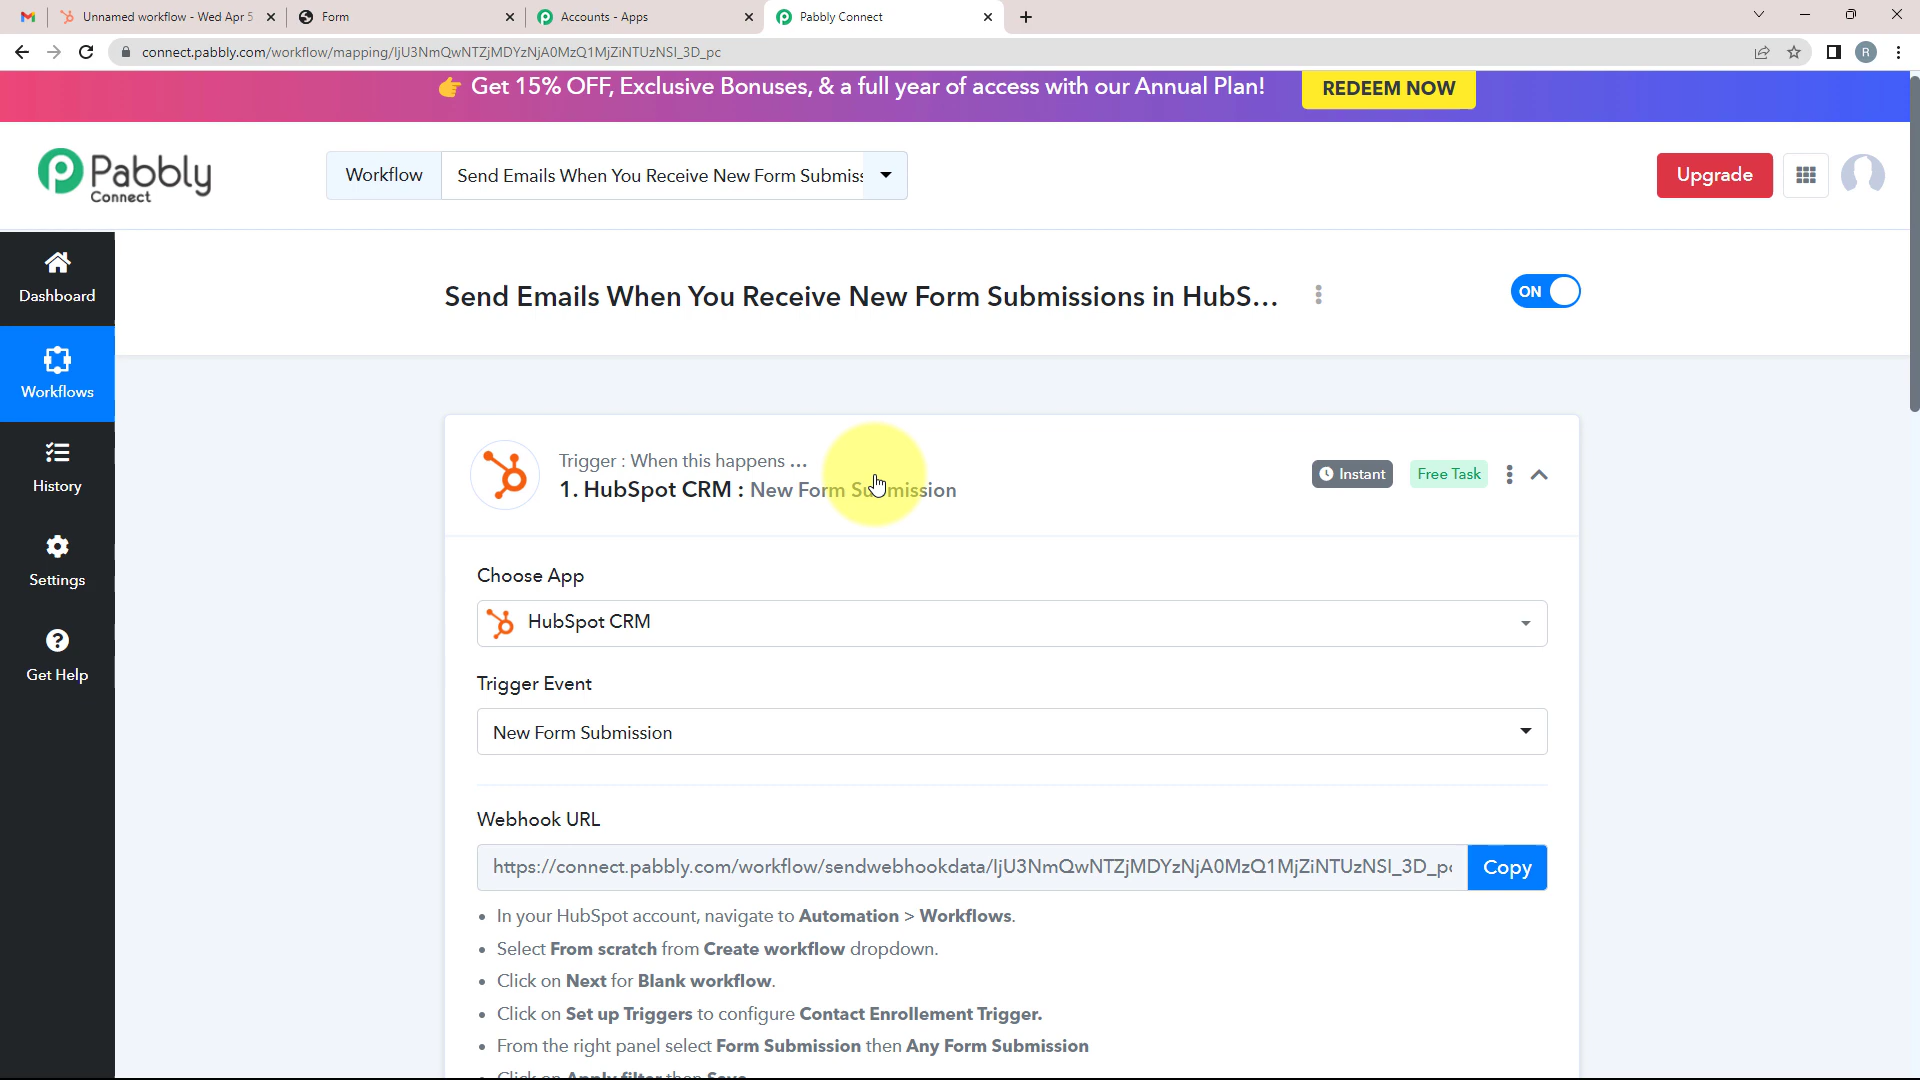 Unnamed workflow - Wed Apr 5
Form
Accounts - Apps
Pabbly Connect
connect.pabbly.com/workflow/mapping/IjU3NmQwNTZjMDYzNjA0MzQ1MjZiNTUzNSI_3D_pc
R
👉 Get 15% OFF, Exclusive Bonuses, & a full year of access with our Annual Plan!
REDEEM NOW
Pabbly
Connect
Workflow
Send Emails When You Receive New Form Submiss
Upgrade
Dashboard
Workflows
History
Settings
Get Help
Send Emails When You Receive New Form Submissions in HubS...
ON
Trigger : When this happens ...
1. HubSpot CRM : New Form Submission
Instant
Free Task
Choose App
HubSpot CRM
Trigger Event
New Form Submission
Webhook URL
https://connect.pabbly.com/workflow/sendwebhookdata/IjU3NmQwNTZjMDYzNjA0MzQ1MjZiNTUzNSI_3D_pc
Copy
• In your HubSpot account, navigate to Automation > Workflows.
• Select From scratch from Create workflow dropdown.
• Click on Next for Blank workflow.
• Click on Set up Triggers to configure Contact Enrollement Trigger.
• From the right panel select Form Submission then Any Form Submission
• Click on Apply filter then Save.